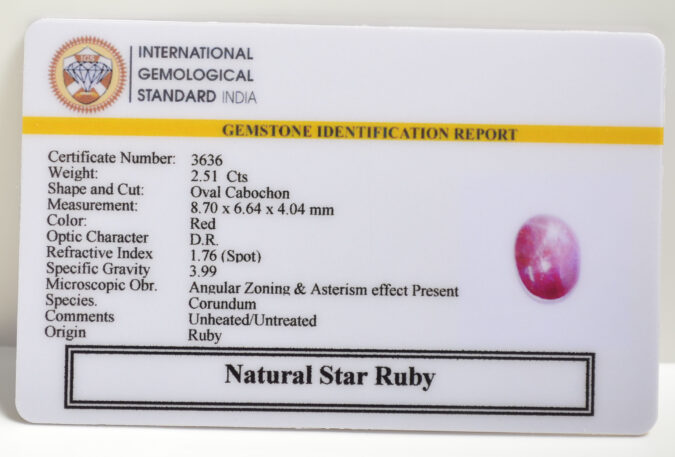 IGS
INTERNATIONAL
GEMOLOGICAL
STANDARD INDIA
GEMSTONE IDENTIFICATION REPORT
Certificate Number: 3636
Weight: 2.51 Cts
Shape and Cut: Oval Cabochon
Measurement: 8.70 x 6.64 x 4.04 mm
Color: Red
Optic Character D.R.
Refractive Index 1.76 (Spot)
Specific Gravity 3.99
Microscopic Obr. Angular Zoning & Asterism effect Present
Species. Corundum
Comments Unheated/Untreated
Origin Ruby
Natural Star Ruby